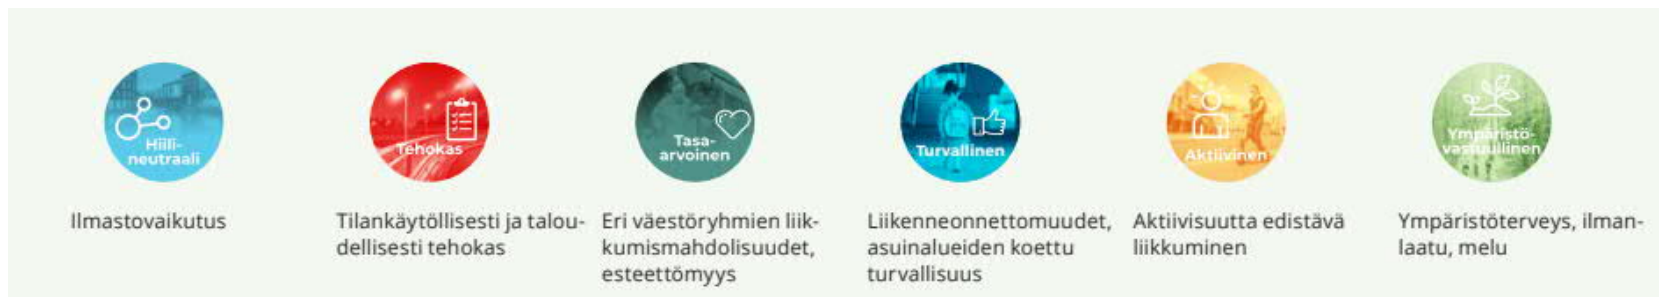 Hiili-
neutraali
Tehokas
Tasa-
arvoinen
Turvallinen
Aktiivinen
Ympäristö-
vastuullinen
Ilmastovaikutus
Tilankäytöllisesti ja talou-
dellisesti tehokas
Eri väestöryhmien liik-
kumismahdolisuudet,
esteettömyys
Liikenneonnettomuudet,
asuinalueiden koettu
turvallisuus
Aktiivisuutta edistävä
liikkuminen
Ympäristöterveys, ilman-
laatu, melu